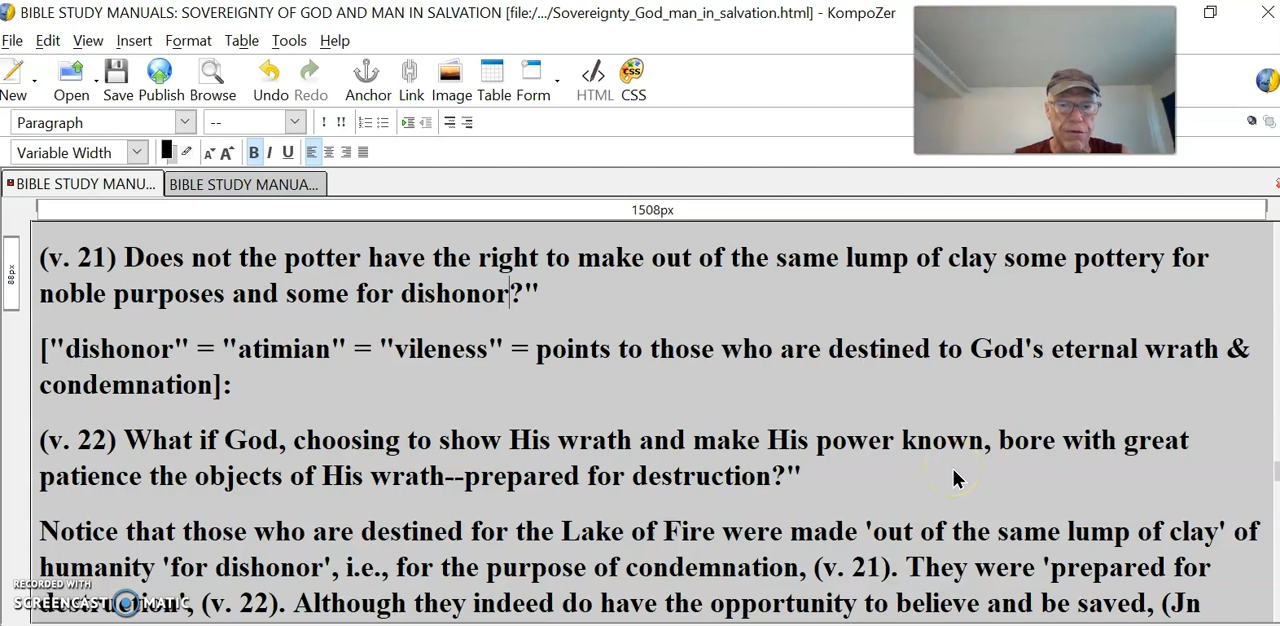 BIBLE STUDY MANUALS: SOVEREIGNTY OF GOD AND MAN IN SALVATION [file:/.../Sovereignty_God_man_in_salvation.html] - KompoZer
File Edit View Insert Format Table Tools Help
New Open Save Publish Browse Undo Redo Anchor Link Image Table Form HTML CSS
Paragraph --
Variable Width
BIBLE STUDY MANU... BIBLE STUDY MANUA...
1508px
88px
(v. 21) Does not the potter have the right to make out of the same lump of clay some pottery for
noble purposes and some for dishonor?"
["dishonor" = "atimian" = "vileness" = points to those who are destined to God's eternal wrath &
condemnation]:
(v. 22) What if God, choosing to show His wrath and make His power known, bore with great
patience the objects of His wrath--prepared for destruction?"
Notice that those who are destined for the Lake of Fire were made 'out of the same lump of clay' of
humanity 'for dishonor', i.e., for the purpose of condemnation, (v. 21). They were 'prepared for
(v. 22). Although they indeed do have the opportunity to believe and be saved, (Jn
RECORDED WITH
SCREENCAST MATIC